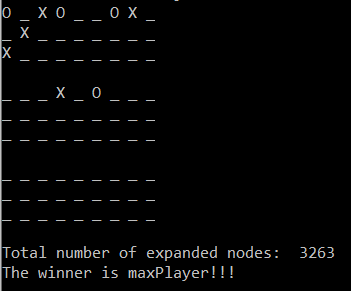 O _ X O _ _ O X _
_ X _ _ _ _ _ _ _
X _ _ _ _ _ _ _ _
_ _ _ X _ O _ _ _
_ _ _ _ _ _ _ _ _
_ _ _ _ _ _ _ _ _
_ _ _ _ _ _ _ _ _
_ _ _ _ _ _ _ _ _
_ _ _ _ _ _ _ _ _
Total number of expanded nodes:  3263
The winner is maxPlayer!!!